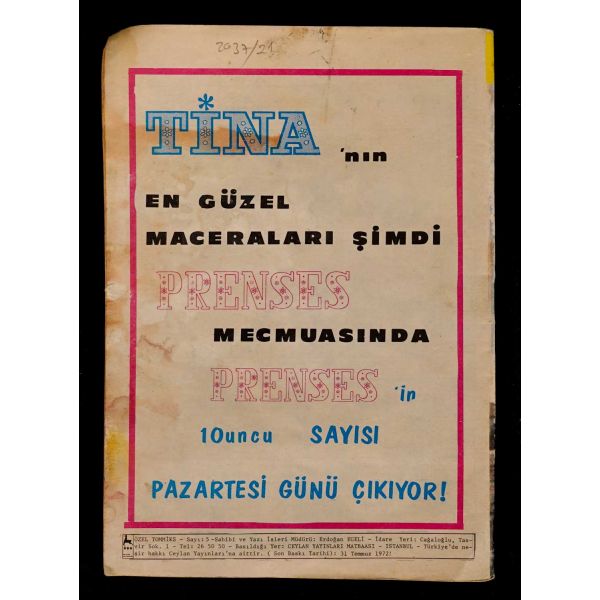 2037/21
TİNA 'nın
EN GÜZEL
MACERALARI ŞİMDİ
PRENSES
MECMUASINDA
PRENSES 'in
10uncu SAYISI
PAZARTESİ GÜNÜ ÇIKIYOR!
ÖZEL TOMMİKS - Sayı: 5 - Sahibi ve Yazı İşleri Müdürü: Erdoğan EGELİ - İdare Yeri: Cağaloğlu, Tas-
vir Sok. 1 - Tel: 26 50 50 - Basıldığı Yer: CEYLAN YAYINLARI MATBAASI - İSTANBUL - Türkiye'de ne-
şir hakkı Ceylan Yayınları'na aittir. ( Son Baskı Tarihi): 31 Temmuz 1972